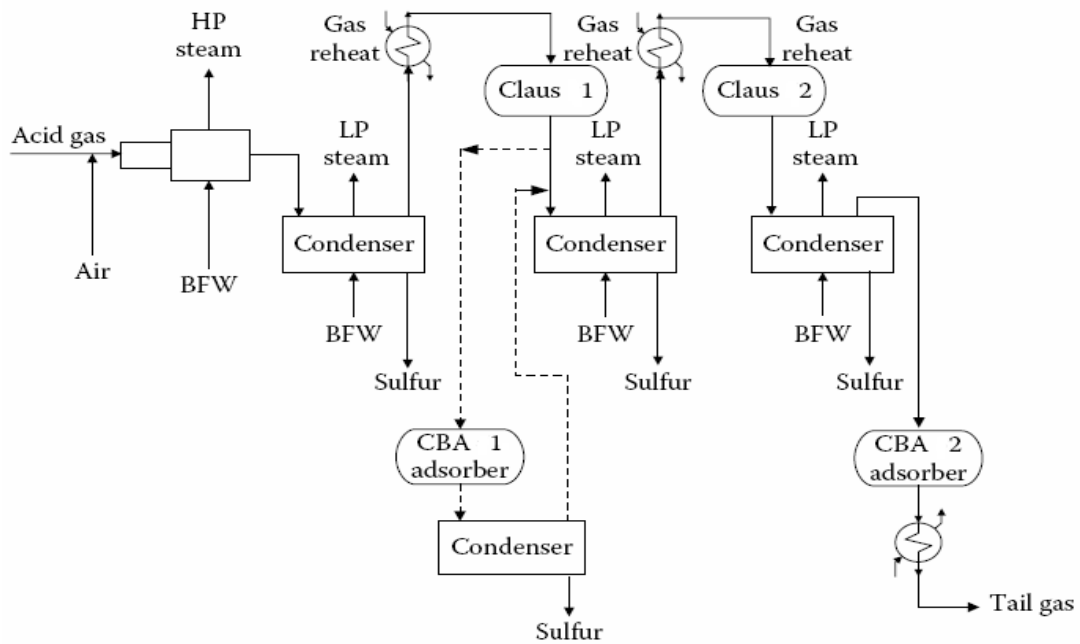 HP
steam
Gas
reheat
Gas
reheat
Gas
reheat
Claus 1
Claus 2
Acid gas
LP
steam
LP
steam
LP
steam
Condenser
Condenser
Condenser
Air
BFW
BFW
BFW
BFW
Sulfur
Sulfur
Sulfur
CBA 1
adsorber
CBA 2
adsorber
Condenser
Tail gas
Sulfur